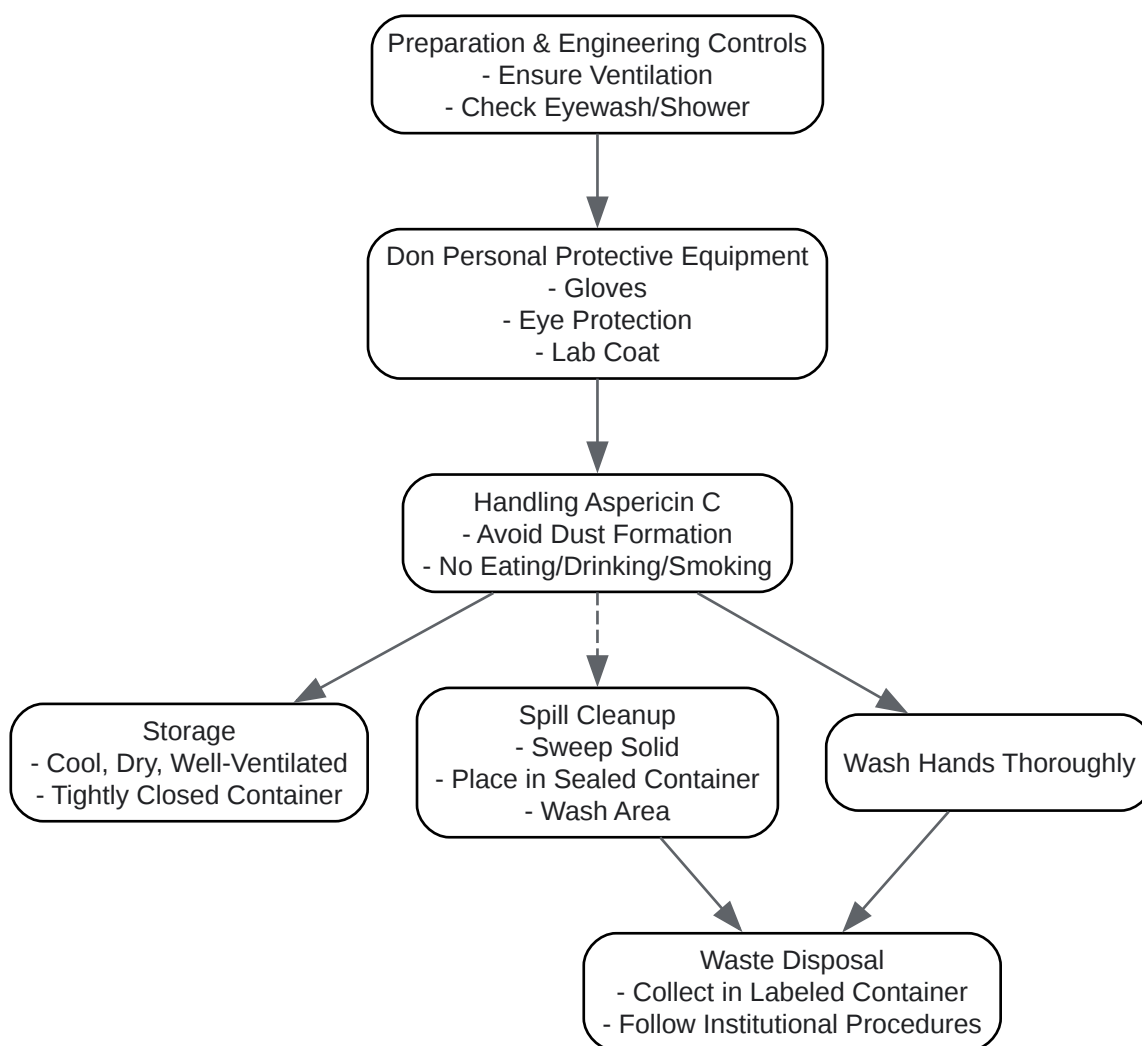 Preparation & Engineering Controls
- Ensure Ventilation
- Check Eyewash/Shower
Don Personal Protective Equipment
- Gloves
- Eye Protection
- Lab Coat
Handling Aspericin C
- Avoid Dust Formation
- No Eating/Drinking/Smoking
Storage
- Cool, Dry, Well-Ventilated
- Tightly Closed Container
Spill Cleanup
- Sweep Solid
- Place in Sealed Container
- Wash Area
Wash Hands Thoroughly
Waste Disposal
- Collect in Labeled Container
- Follow Institutional Procedures